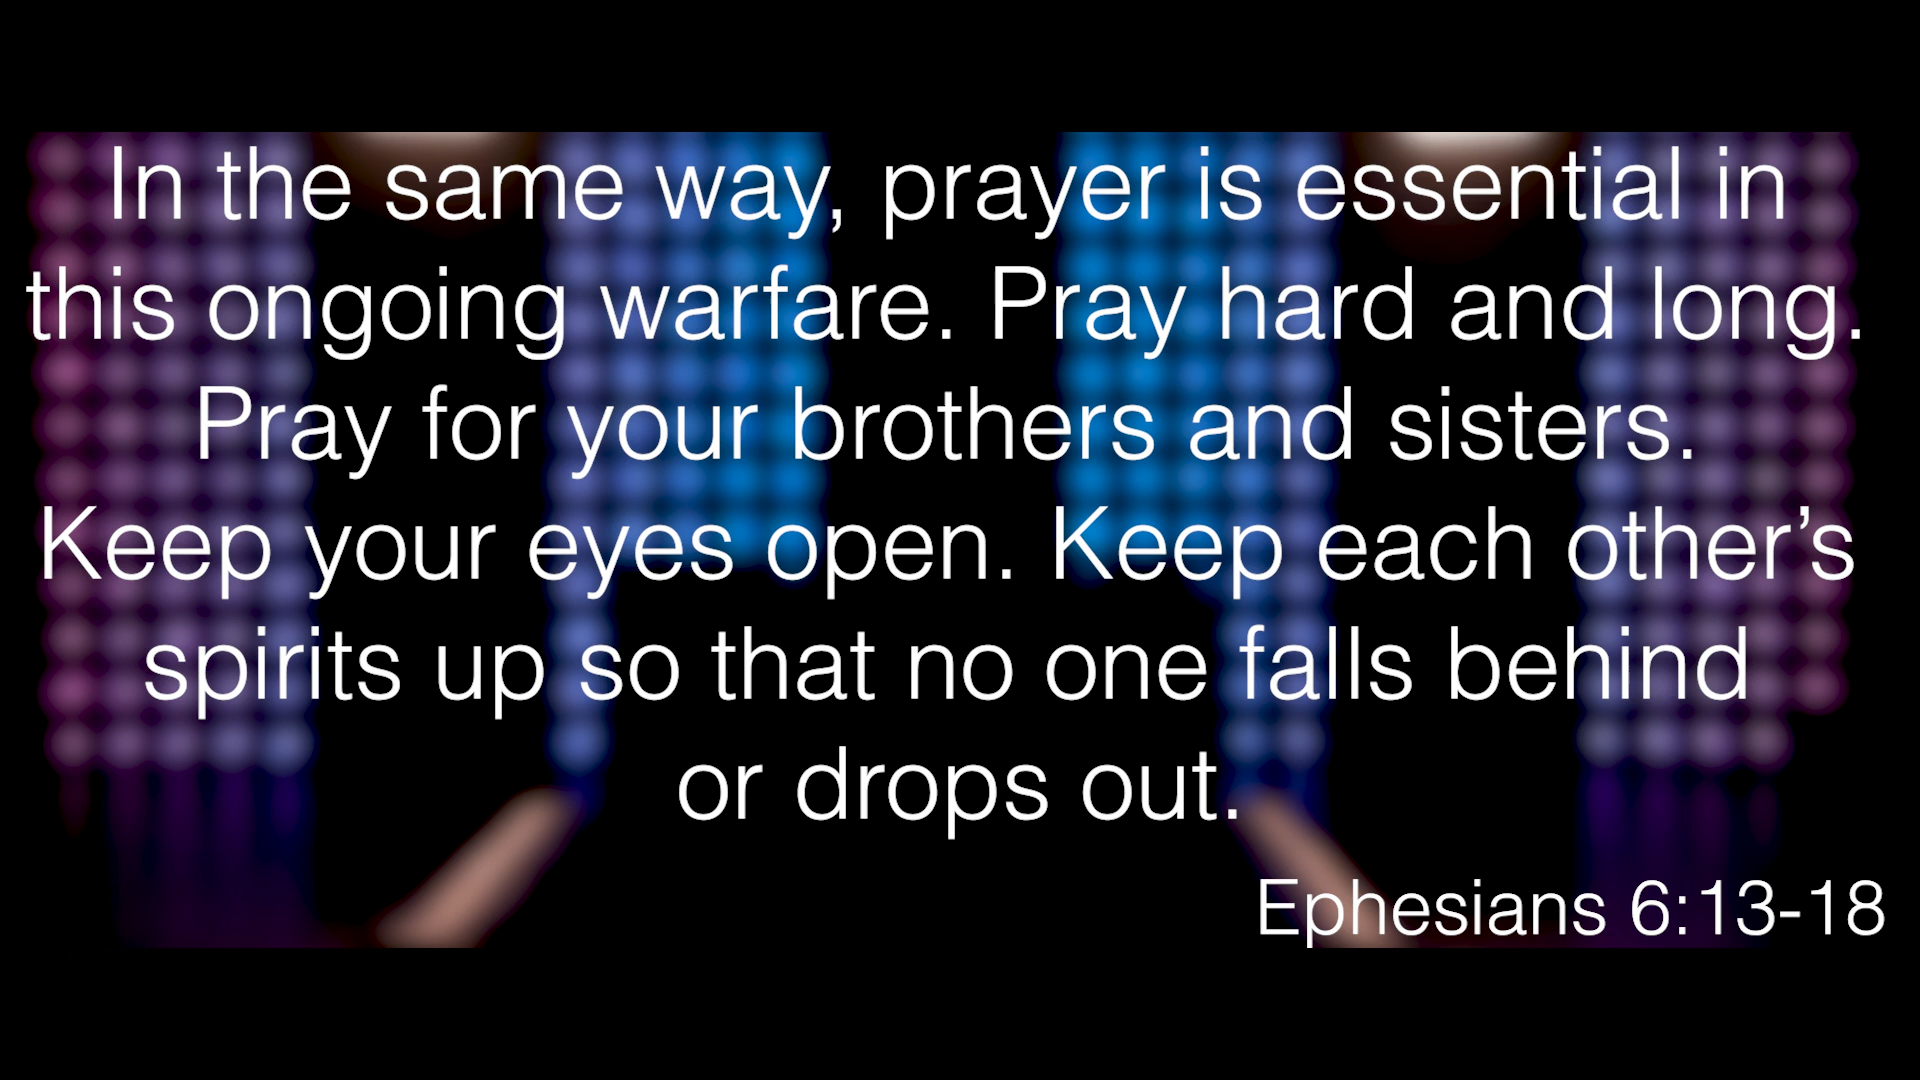 In the same way, prayer is essential in
this ongoing warfare. Pray hard and long.
Pray for your brothers and sisters.
Keep your eyes open. Keep each other’s
spirits up so that no one falls behind
or drops out.
Ephesians 6:13-18